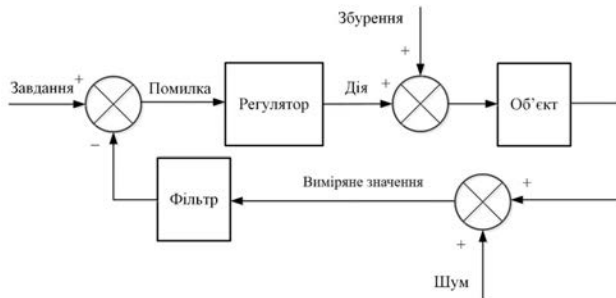 Збурення
+
Завдання
+
Помилка
Регулятор
Дія
+
Об’єкт
−
Фільтр
Виміряне значення
+
+
Шум